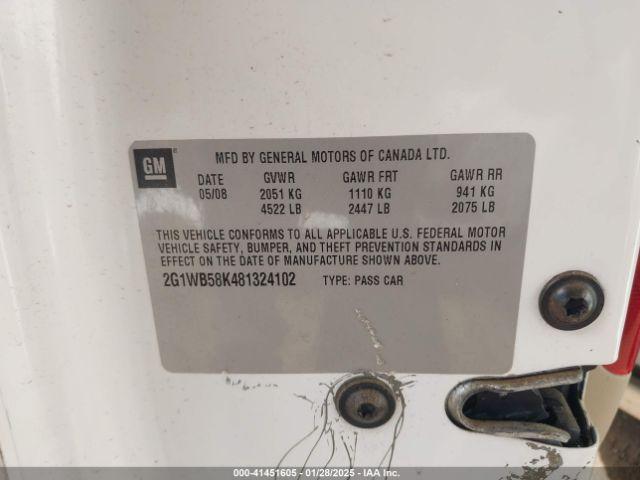 GM
MFD BY GENERAL MOTORS OF CANADA LTD.
DATE GVWR GAWR FRT GAWR RR
05/08 2051 KG 1110 KG 941 KG
4522 LB 2447 LB 2075 LB
THIS VEHICLE CONFORMS TO ALL APPLICABLE U.S. FEDERAL MOTOR
VEHICLE SAFETY, BUMPER, AND THEFT PREVENTION STANDARDS IN
EFFECT ON THE DATE OF MANUFACTURE SHOWN ABOVE.
2G1WB58K481324102 TYPE: PASS CAR
000-41451605 - 01/28/2025 - IAA Inc.